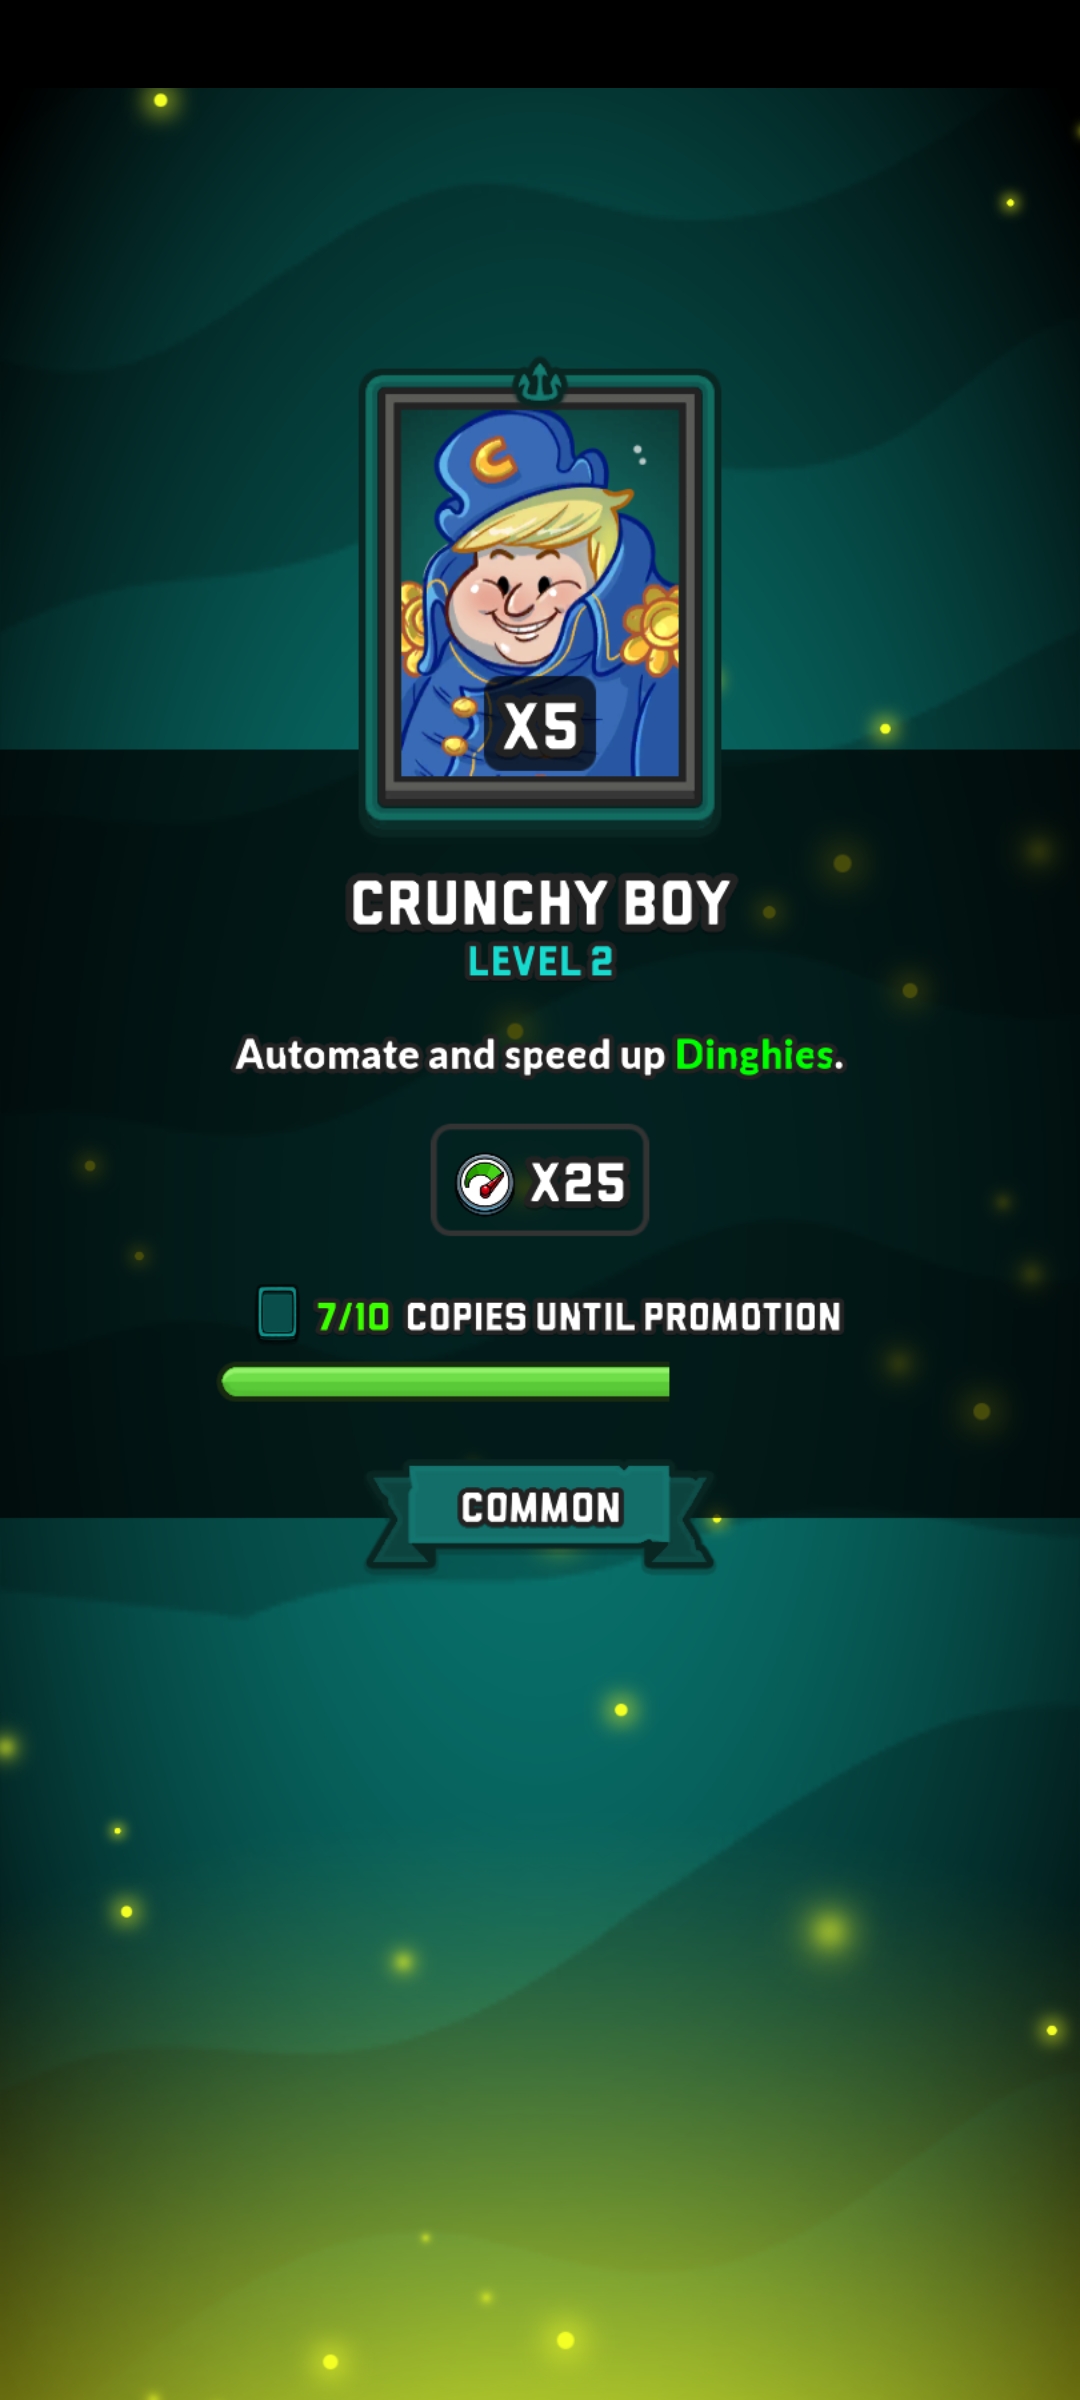 C
X5
CRUNCHY BOY
LEVEL 2
Automate and speed up Dinghies.
X25
7/10 COPIES UNTIL PROMOTION
COMMON